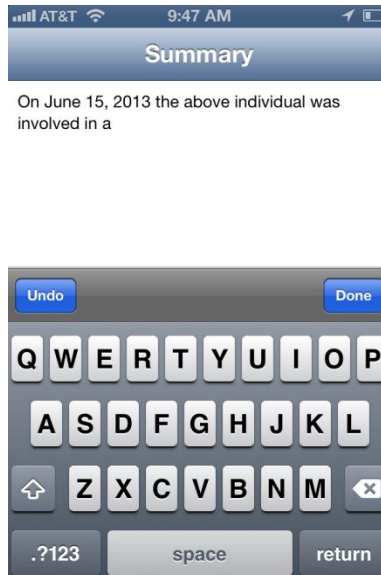 AT&T 9:47 AM
Summary
On June 15, 2013 the above individual was
involved in a
Undo Done
Q W E R T Y U I O P
A S D F G H J K L
Z X C V B N M
.?123 space return